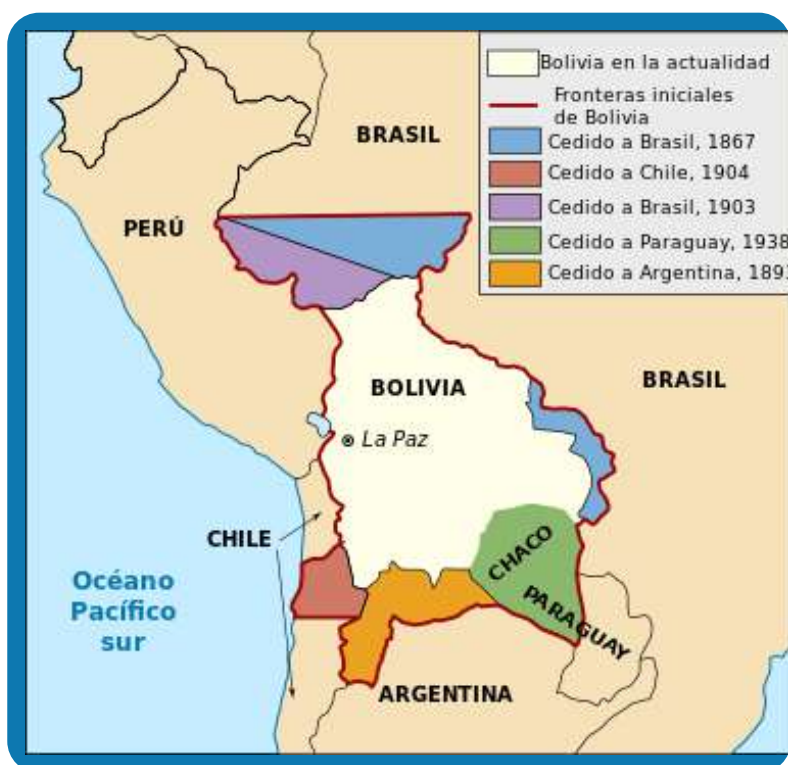 Bolivia en la actualidad
Fronteras iniciales
de Bolivia
Cedido a Brasil, 1867
Cedido a Chile, 1904
Cedido a Brasil, 1903
Cedido a Paraguay, 1938
Cedido a Argentina, 1893
BRASIL
PERÚ
BOLIVIA
BRASIL
La Paz
CHILE
CHACO
PARAGUAY
Océano
Pacífico
sur
ARGENTINA